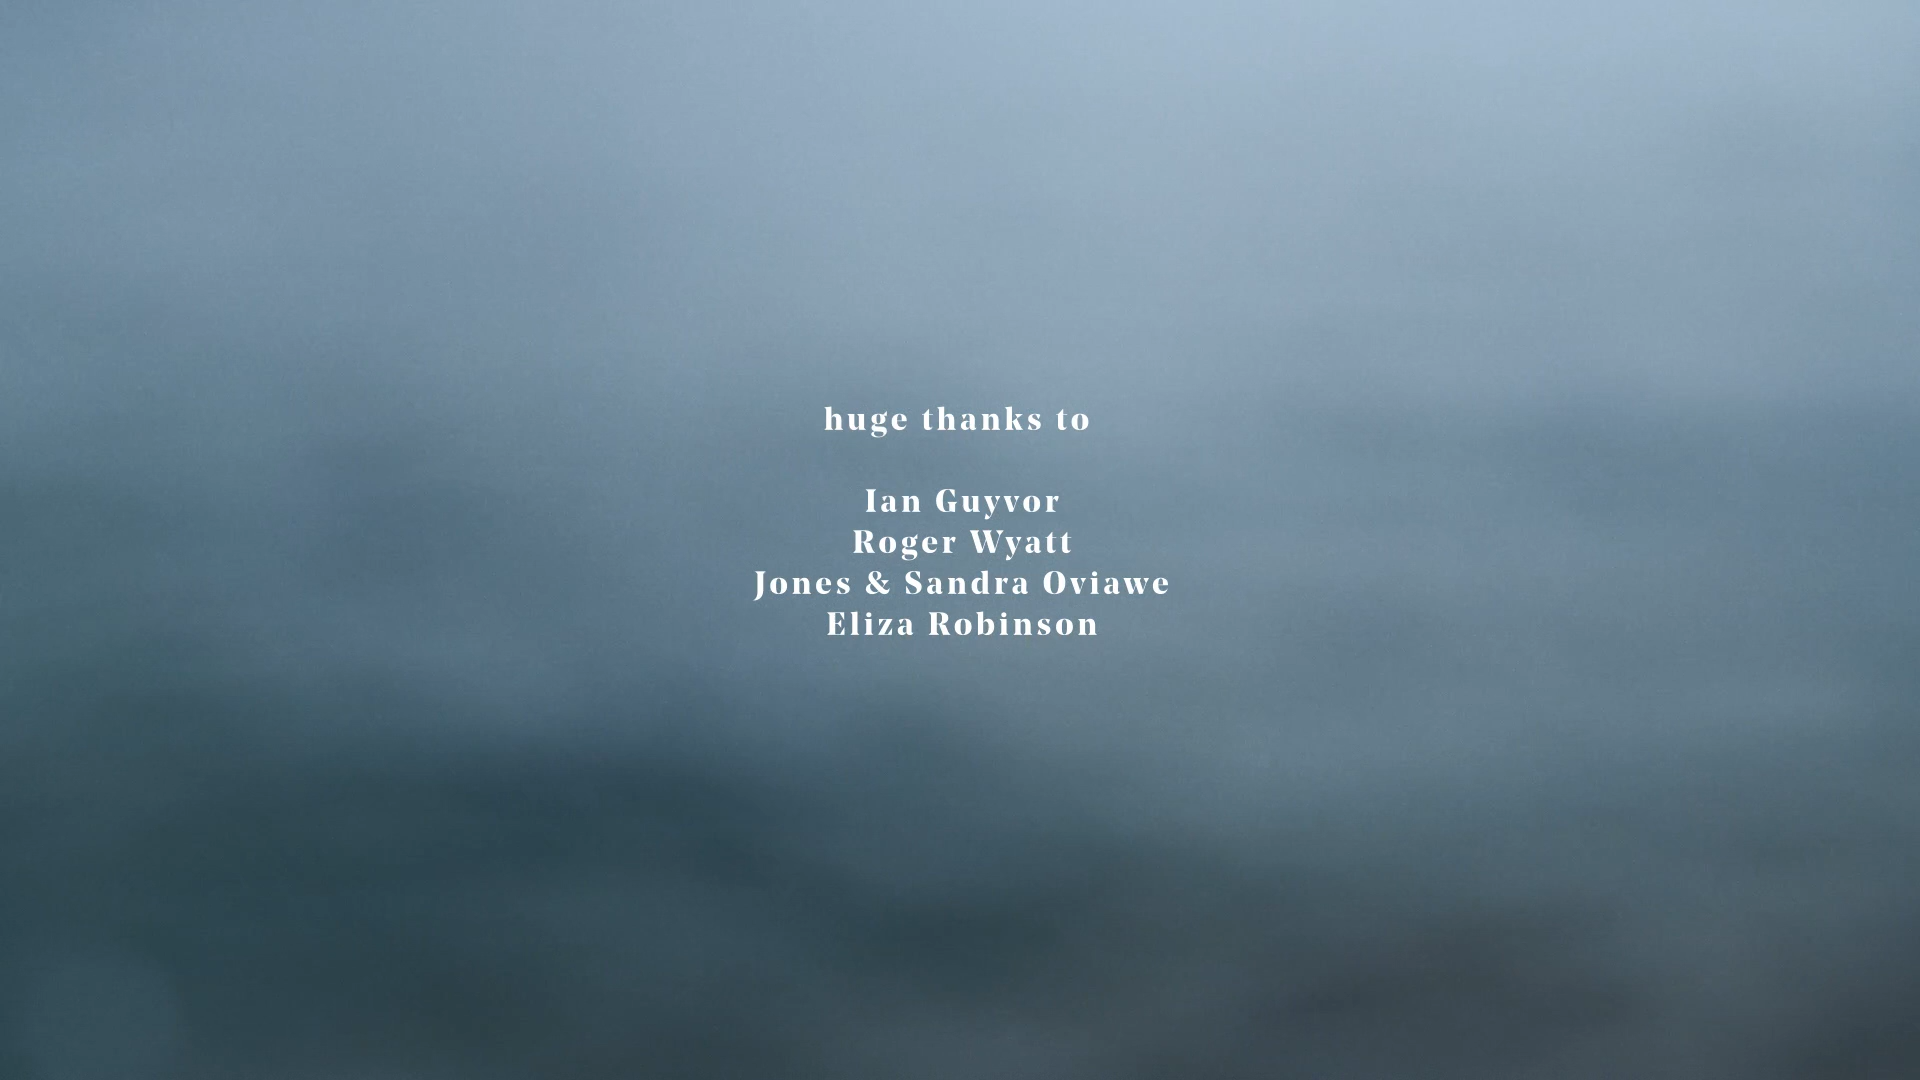 huge thanks to
Ian Guyvor
Roger Wyatt
Jones & Sandra Oviawe
Eliza Robinson